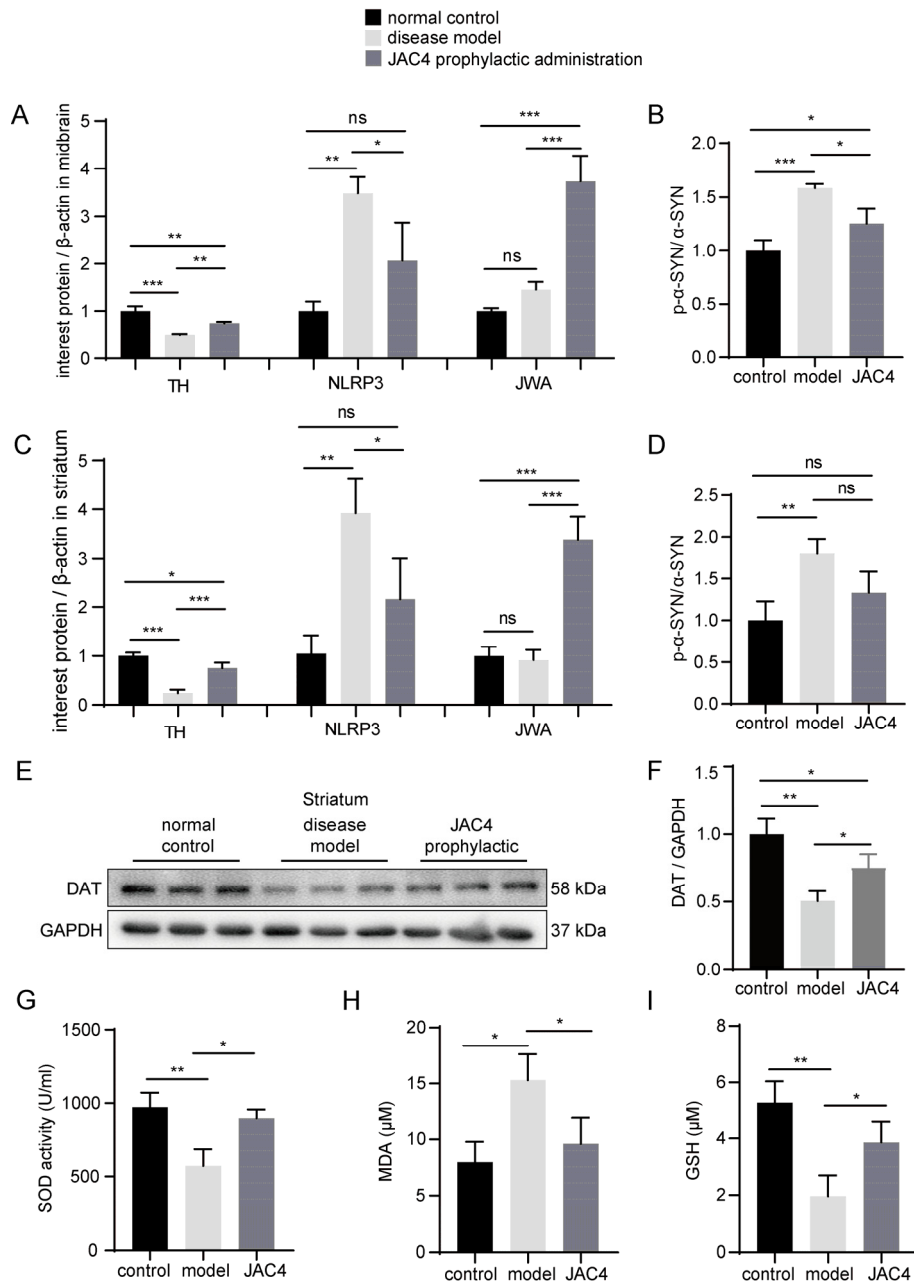 normal control
disease model
JAC4 prophylactic administration
A
interest protein / β-actin in midbrain
5
4
3
2
1
0
*** ** **
** * ns
ns *** ***
TH NLRP3 JWA
B
p-α-SYN/ α-SYN
2.0
1.5
1.0
0.5
0.0
*
*** *
control model JAC4
C
interest protein / β-actin in striatum
5
4
3
2
1
0
*** *** *
** * ns
ns *** ***
TH NLRP3 JWA
D
p-α-SYN/α-SYN
2.5
2.0
1.5
1.0
0.5
0.0
ns
** ns
control model JAC4
E
Striatum
normal control
disease model
JAC4 prophylactic
DAT 58 kDa
GAPDH 37 kDa
F
DAT / GAPDH
1.5
1.0
0.5
0.0
*
** *
control model JAC4
G
SOD activity (U/ml)
1500
1000
500
0
** *
control model JAC4
H
MDA (μM)
20
15
10
5
0
* *
control model JAC4
I
GSH (μM)
8
6
4
2
0
** *
control model JAC4